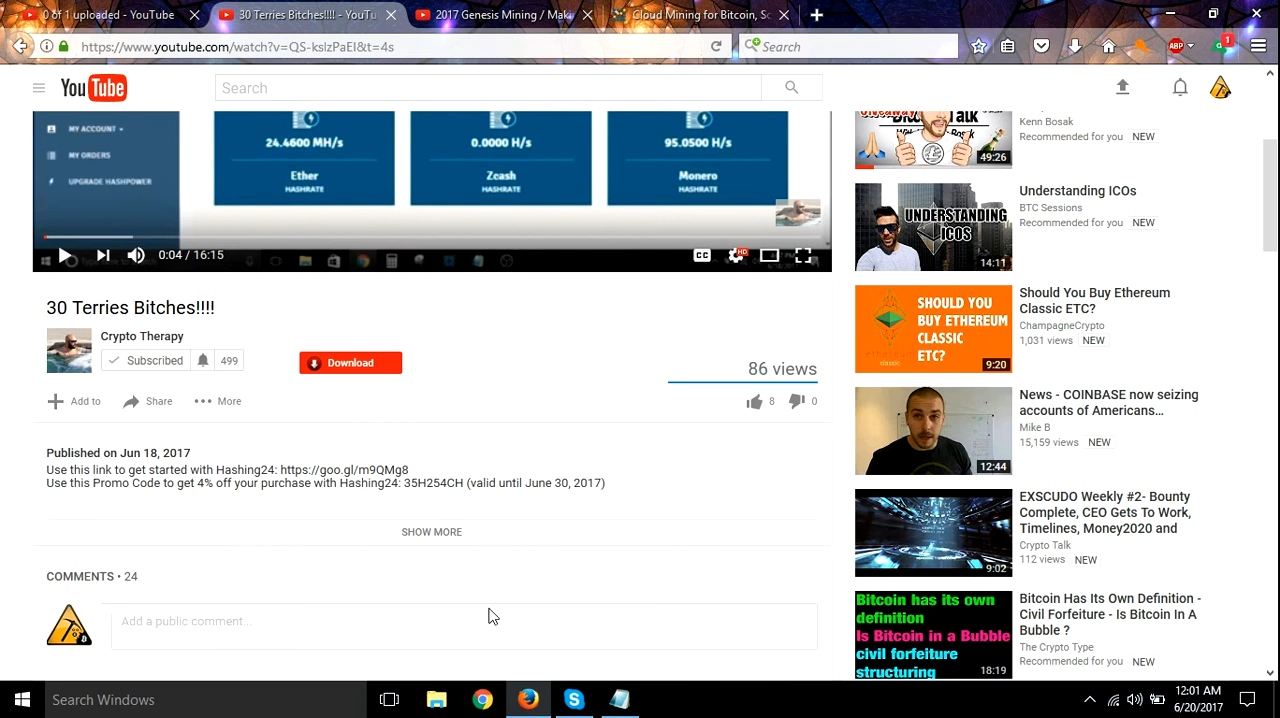 0 of 1 uploaded - YouTube
30 Terries Bitches!!!! - YouTu
2017 Genesis Mining / Maki
Cloud Mining for Bitcoin, Sc
https://www.youtube.com/watch?v=QS-kslzPaEI&t=4s
Search
ABP
1
YouTube
Search
MY ACCOUNT
MY ORDERS
UPGRADE HASHPOWER
24.4600 MH/s
Ether
HASHRATE
0.0000 H/s
Zcash
HASHRATE
95.0500 H/s
Monero
HASHRATE
0:04 / 16:15
CC
HD
30 Terries Bitches!!!!
Crypto Therapy
Subscribed 499
Download
86 views
Add to Share More
8 0
Published on Jun 18, 2017
Use this link to get started with Hashing24: https://goo.gl/m9QMg8
Use this Promo Code to get 4% off your purchase with Hashing24: 35H254CH (valid until June 30, 2017)
SHOW MORE
COMMENTS • 24
Add a public comment...
49:26
Kenn Bosak
Recommended for you NEW
UNDERSTANDING
ICOs
14:11
Understanding ICOs
BTC Sessions
Recommended for you NEW
SHOULD YOU
BUY ETHEREUM
CLASSIC
ETC?
9:20
Should You Buy Ethereum
Classic ETC?
ChampagneCrypto
1,031 views NEW
12:44
News - COINBASE now seizing
accounts of Americans...
Mike B
15,159 views NEW
9:02
EXSCUDO Weekly #2- Bounty
Complete, CEO Gets To Work,
Timelines, Money2020 and
Crypto Talk
112 views NEW
Bitcoin has its own
definition
Is Bitcoin in a Bubble
civil forfeiture
structuring
18:19
Bitcoin Has Its Own Definition -
Civil Forfeiture - Is Bitcoin In A
Bubble ?
The Crypto Type
Recommended for you NEW
Search Windows
12:01 AM
6/20/2017